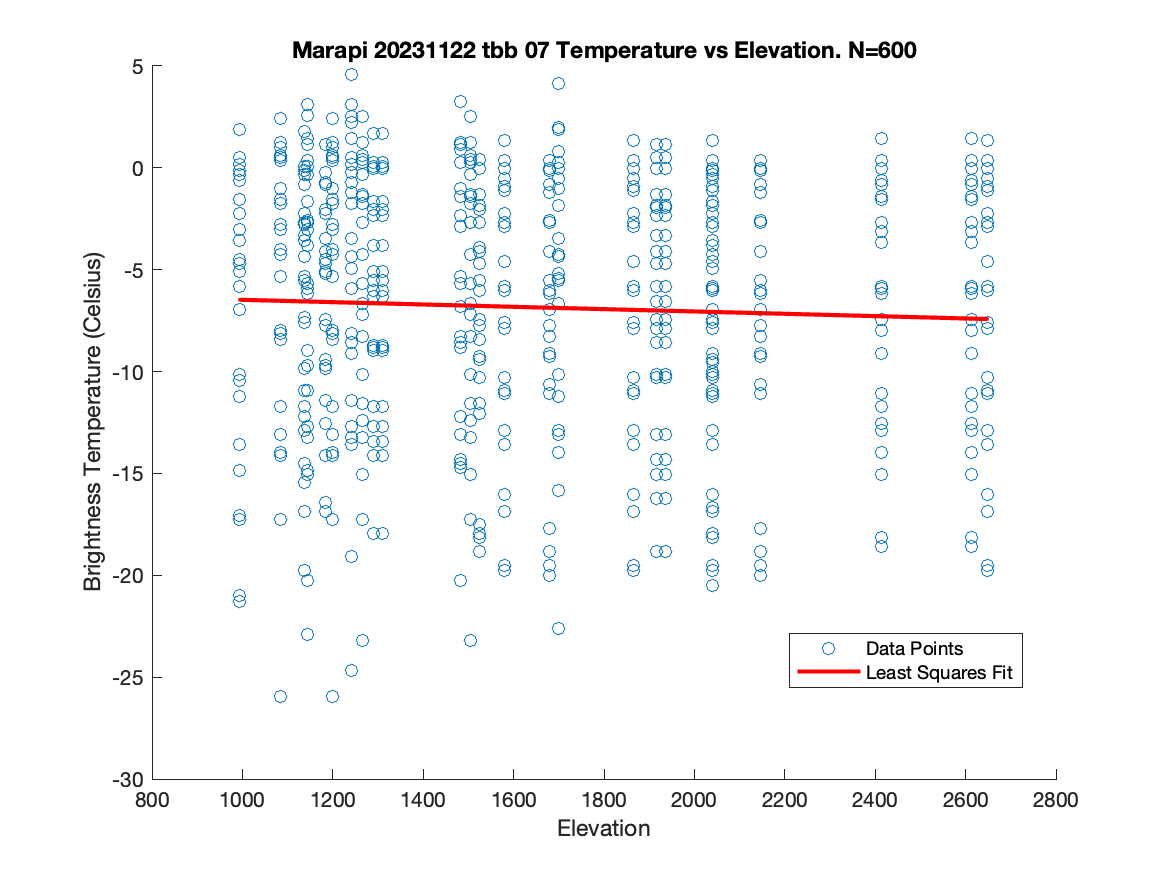 Marapi 20231122 tbb 07 Temperature vs Elevation. N=600
5
0
-5
-10
-15
-20
-25
-30
Brightness Temperature (Celsius)
Data Points
Least Squares Fit
800 1000 1200 1400 1600 1800 2000 2200 2400 2600 2800
Elevation